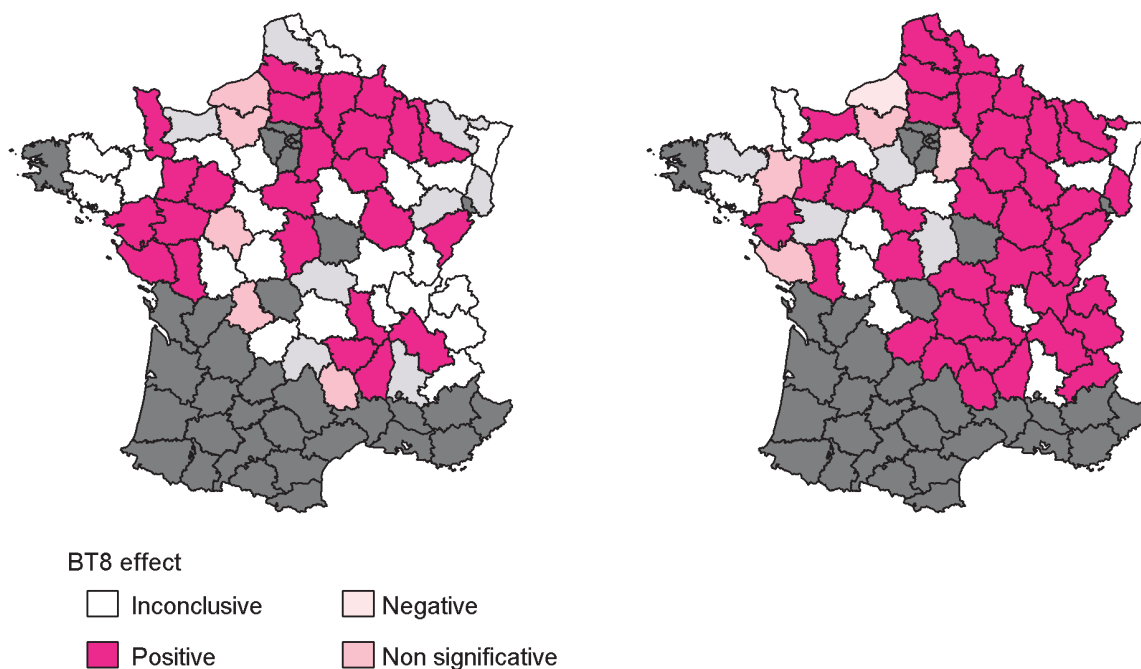 BT8 effect
Inconclusive
Negative
Positive
Non significative